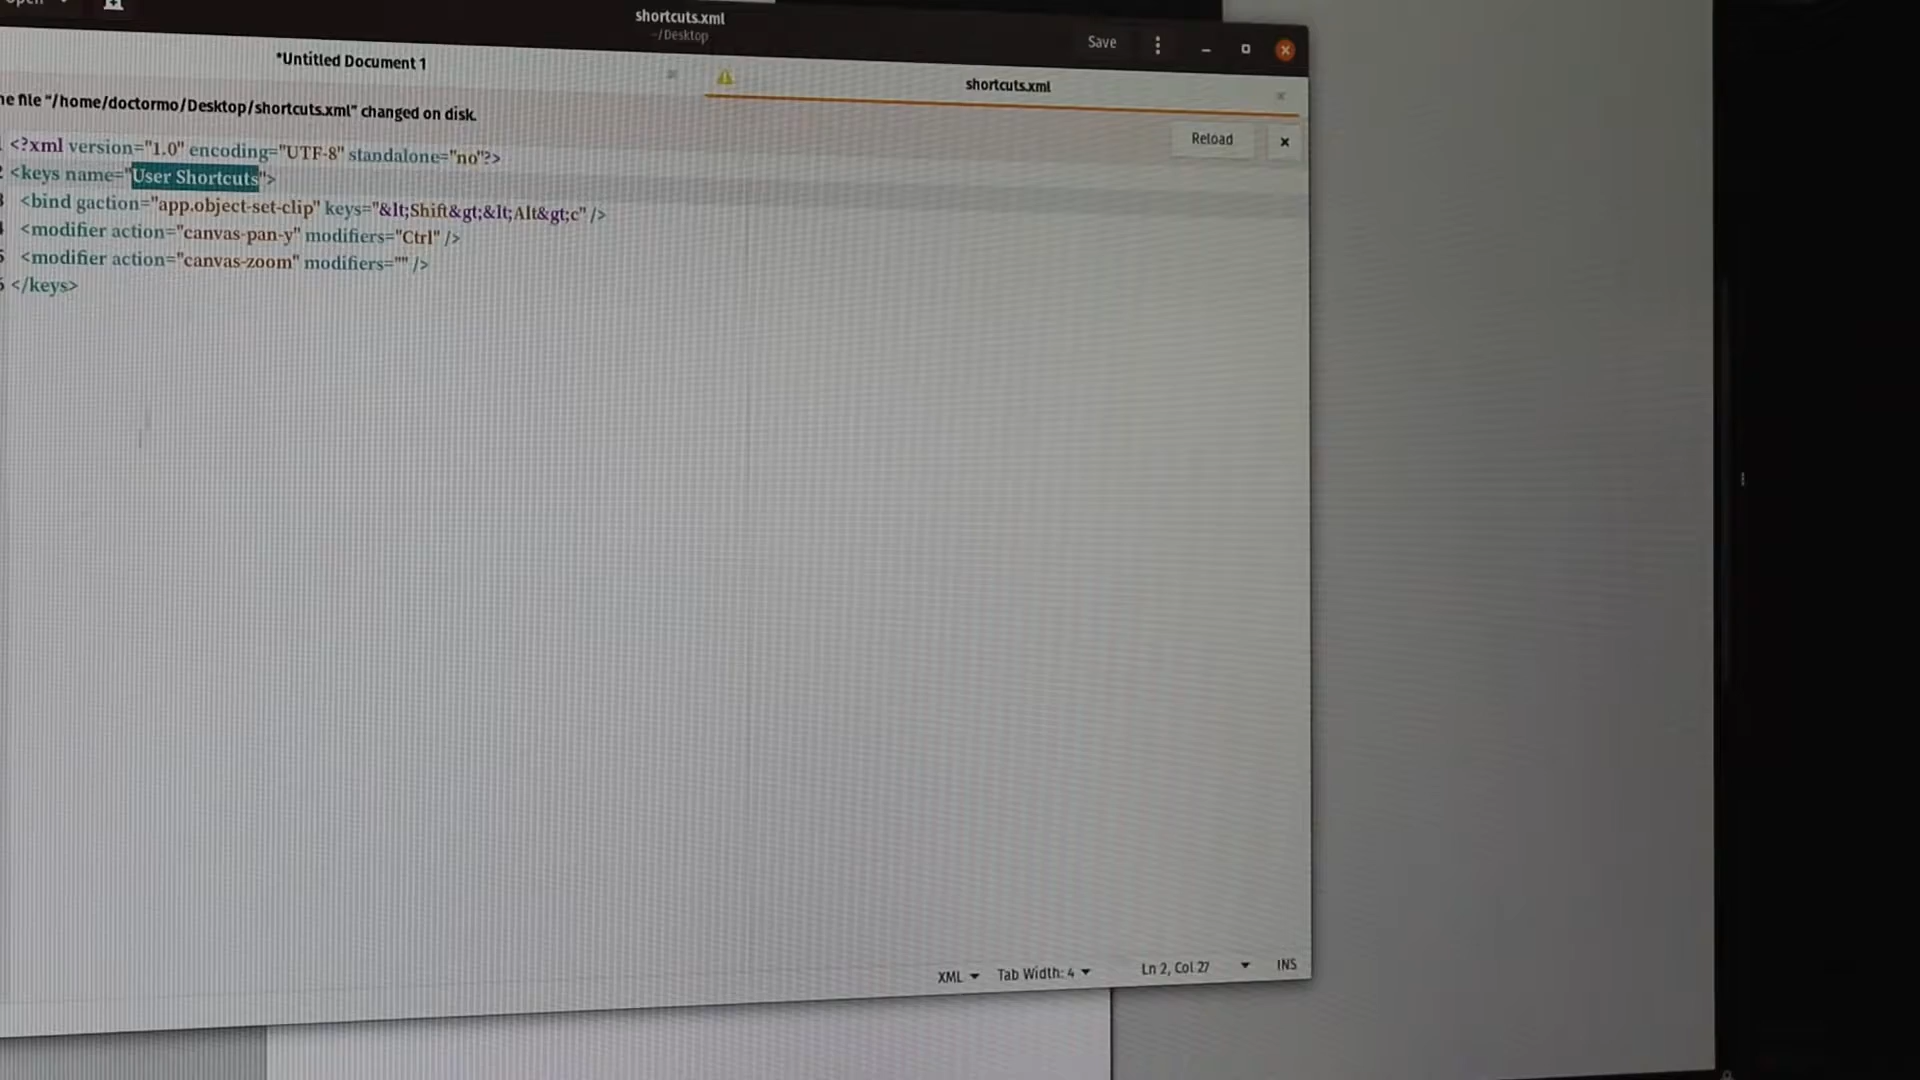 shortcuts.xml
~/Desktop
Save
*Untitled Document 1
shortcuts.xml
file "/home/doctormo/Desktop/shortcuts.xml" changed on disk.
Reload
<?xml version="1.0" encoding="UTF-8" standalone="no"?>
<keys name="User Shortcuts">
<bind gaction="app.object-set-clip" keys="&lt;Shift&gt;&lt;Alt&gt;c" />
<modifier action="canvas-pan-y" modifiers="Ctrl" />
<modifier action="canvas-zoom" modifiers="" />
</keys>
XML Tab Width: 4 Ln 2, Col 27 INS